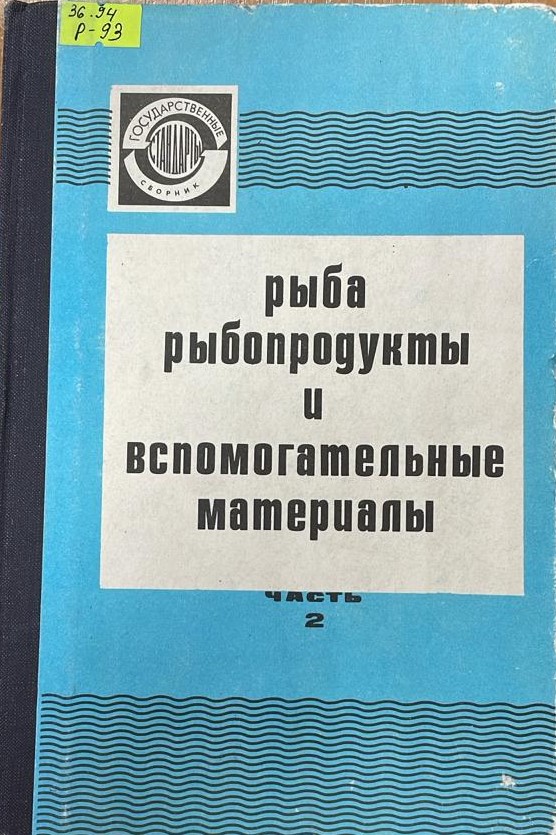 36.94
Р-93
ГОСУДАРСТВЕННЫЕ
СТАНДАРТЫ
СБОРНИК
рыба
рыбопродукты
и
вспомогательные
материалы
ЧАСТЬ
2